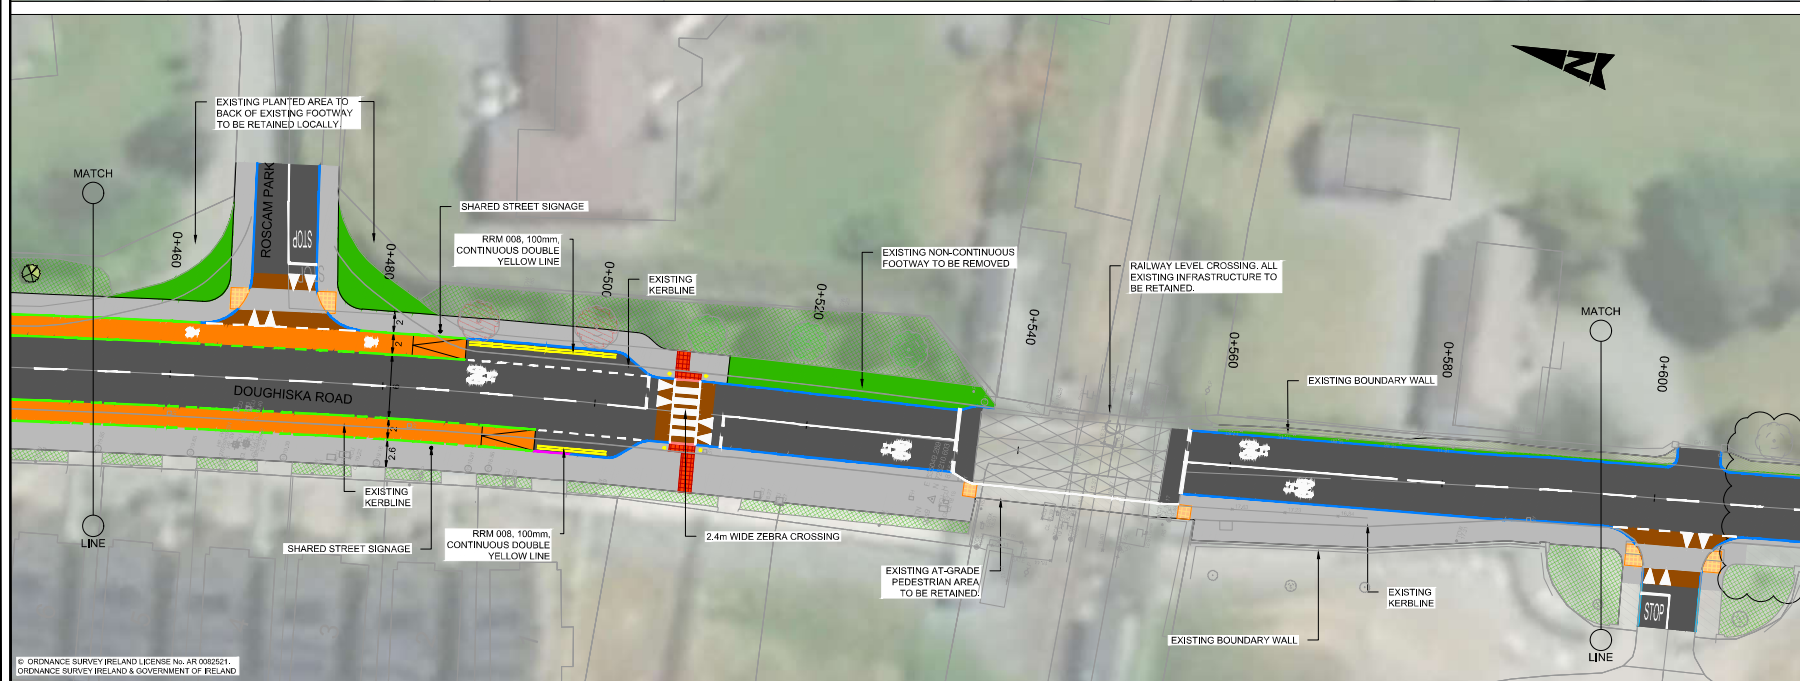 EXISTING PLANTED AREA TO
BACK OF EXISTING FOOTWAY
TO BE RETAINED LOCALLY.
MATCH
LINE
ROSCAM PARK
STOP
0+460
0+480
SHARED STREET SIGNAGE
RRM 008, 100mm,
CONTINUOUS DOUBLE
YELLOW LINE
0+500
EXISTING
KERBLINE
0+520
EXISTING NON-CONTINUOUS
FOOTWAY TO BE REMOVED
0+540
RAILWAY LEVEL CROSSING. ALL
EXISTING INFRASTRUCTURE TO
BE RETAINED.
0+560
EXISTING BOUNDARY WALL
0+580
N
MATCH
LINE
0+600
DOUGHISKA ROAD
2
2
2
2.6
EXISTING
KERBLINE
SHARED STREET SIGNAGE
RRM 008, 100mm,
CONTINUOUS DOUBLE
YELLOW LINE
2.4m WIDE ZEBRA CROSSING
EXISTING AT-GRADE
PEDESTRIAN AREA
TO BE RETAINED.
EXISTING BOUNDARY WALL
EXISTING
KERBLINE
STOP
© ORDNANCE SURVEY IRELAND LICENSE No. AR 0082521.
ORDNANCE SURVEY IRELAND & GOVERNMENT OF IRELAND